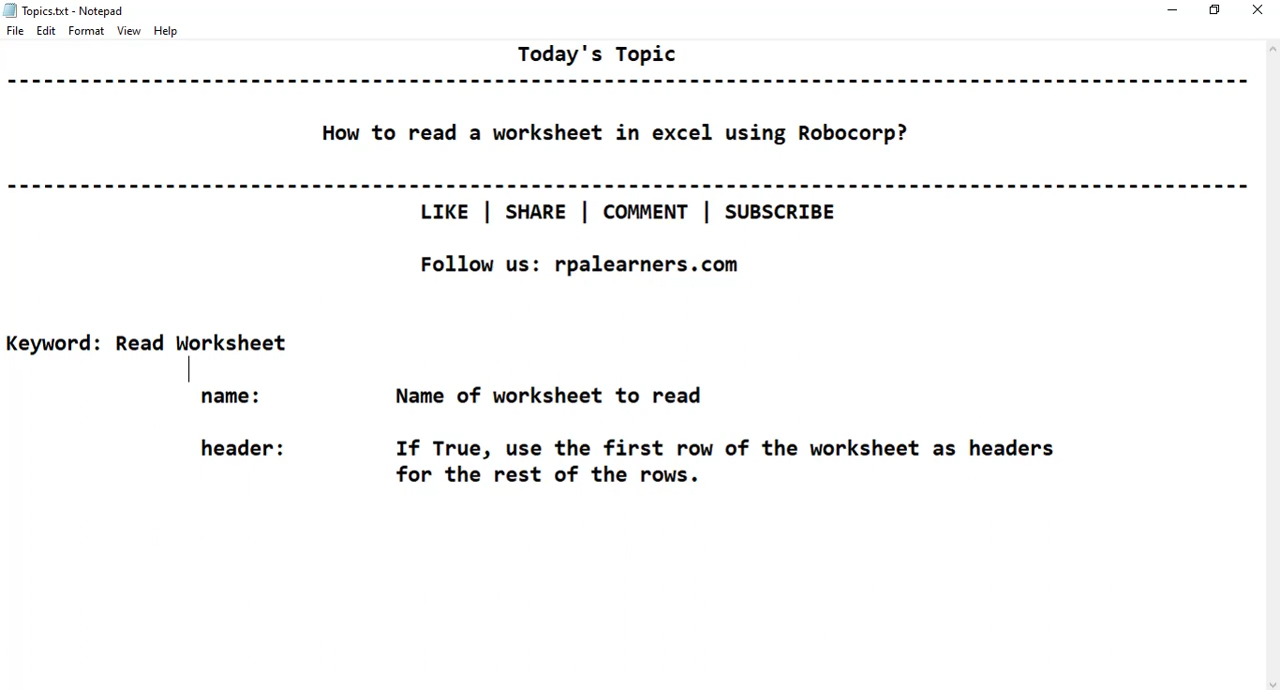 Topics.txt - Notepad
File Edit Format View Help
Today's Topic
-------------------------------------------------------------------------------------------------------
How to read a worksheet in excel using Robocorp?
-------------------------------------------------------------------------------------------------------
LIKE | SHARE | COMMENT | SUBSCRIBE
Follow us: rpalearners.com
Keyword: Read Worksheet
name: Name of worksheet to read
header: If True, use the first row of the worksheet as headers
for the rest of the rows.